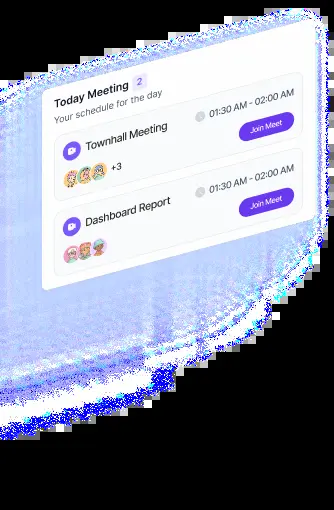 Today Meeting 2
Your schedule for the day
Townhall Meeting
01:30 AM - 02:00 AM
+3
Join Meet
Dashboard Report
01:30 AM - 02:00 AM
Join Meet